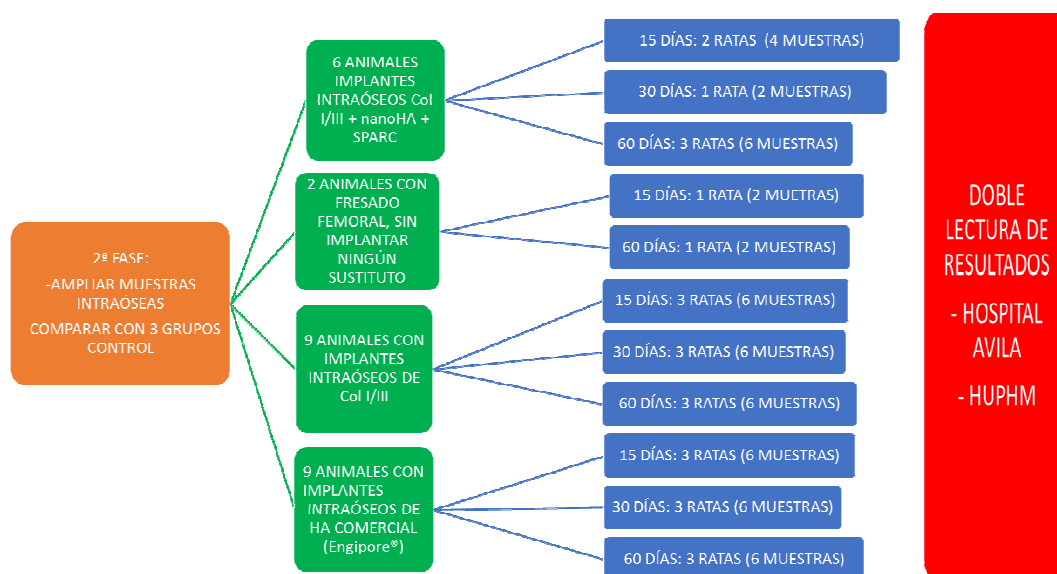 2ª FASE:
-AMPLIAR MUESTRAS
INTRAÓSEAS
COMPARAR CON 3 GRUPOS
CONTROL
6 ANIMALES
IMPLANTES
INTRAÓSEOS Col
I/III + nanoHA +
SPARC
15 DÍAS: 2 RATAS (4 MUESTRAS)
30 DÍAS: 1 RATA (2 MUESTRAS)
60 DÍAS: 3 RATAS (6 MUESTRAS)
2 ANIMALES CON
FRESADO
FEMORAL, SIN
IMPLANTAR
NINGÚN
SUSTITUTO
15 DÍAS: 1 RATA (2 MUETRAS)
60 DÍAS: 1 RATA (2 MUESTRAS)
9 ANIMALES CON
IMPLANTES
INTRAÓSEOS DE
Col I/III
15 DÍAS: 3 RATAS (6 MUESTRAS)
30 DÍAS: 3 RATAS (6 MUESTRAS)
60 DÍAS: 3 RATAS (6 MUESTRAS)
9 ANIMALES CON
IMPLANTES
INTRAÓSEOS DE
HA COMERCIAL
(Engipore®)
15 DÍAS: 3 RATAS (6 MUESTRAS)
30 DÍAS: 3 RATAS (6 MUESTRAS)
60 DÍAS: 3 RATAS (6 MUESTRAS)
DOBLE
LECTURA DE
RESULTADOS
- HOSPITAL
AVILA
- HUPHM